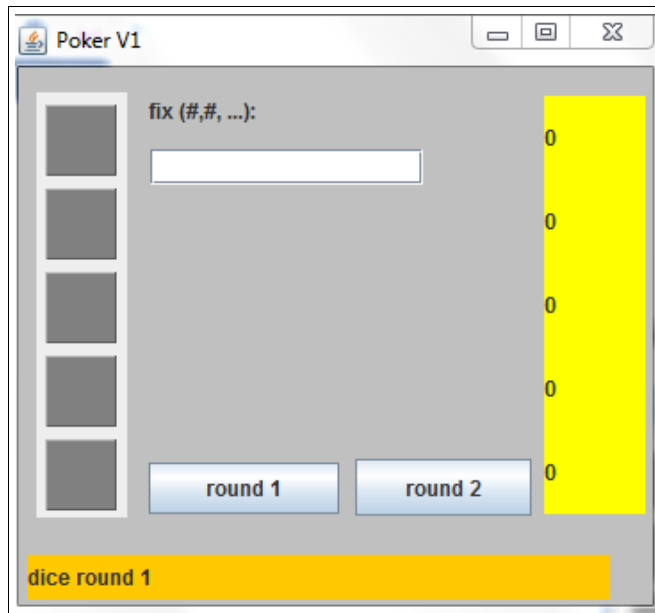 Poker V1
fix (#,#, ...):
0
0
0
0
0
round 1
round 2
dice round 1